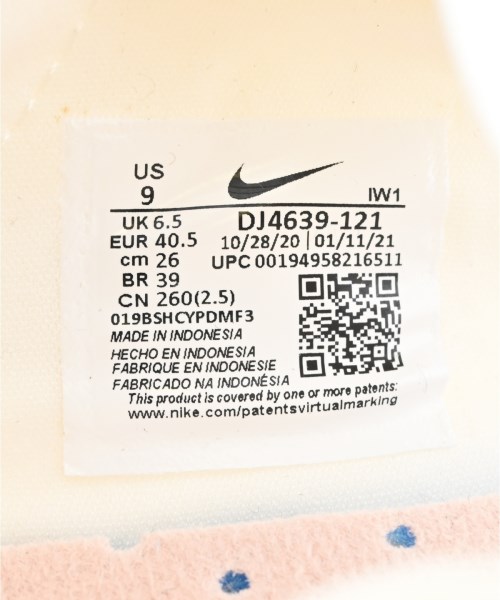 US
9
IW1
UK 6.5
DJ4639-121
EUR 40.5
10/28/20 | 01/11/21
cm 26
UPC 00194958216511
BR 39
CN 260(2.5)
019BSHCYPDMF3
MADE IN INDONESIA
HECHO EN INDONESIA
FABRIQUE EN INDONESIE
FABRICADO NA INDONÉSIA
This product is covered by one or more patents:
www.nike.com/patentsvirtualmarking